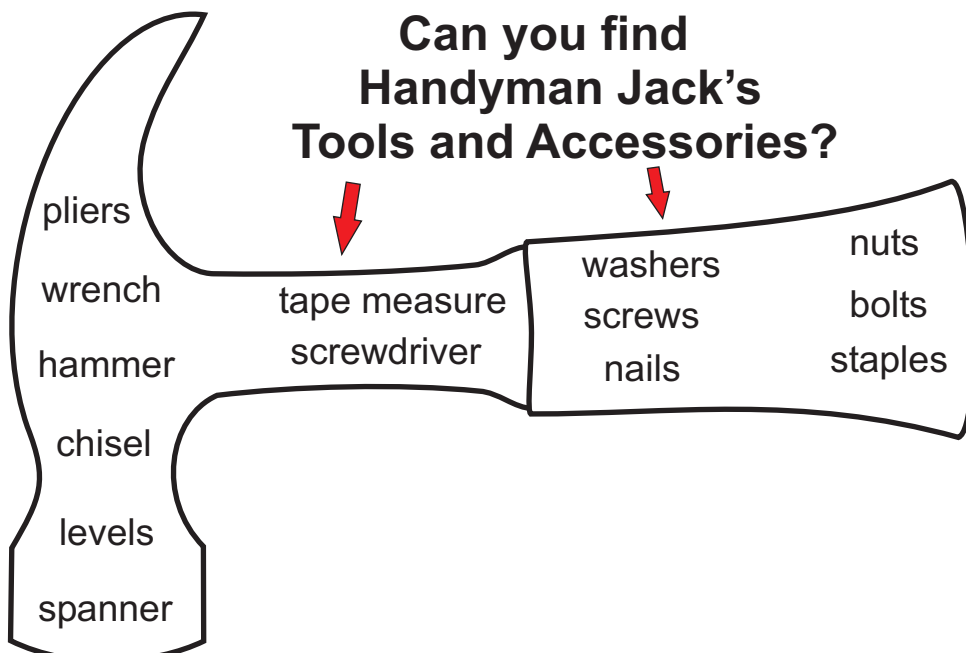 Can you find
Handyman Jack’s
Tools and Accessories?
pliers
wrench
hammer
chisel
levels
spanner
tape measure
screwdriver
washers
screws
nails
nuts
bolts
staples